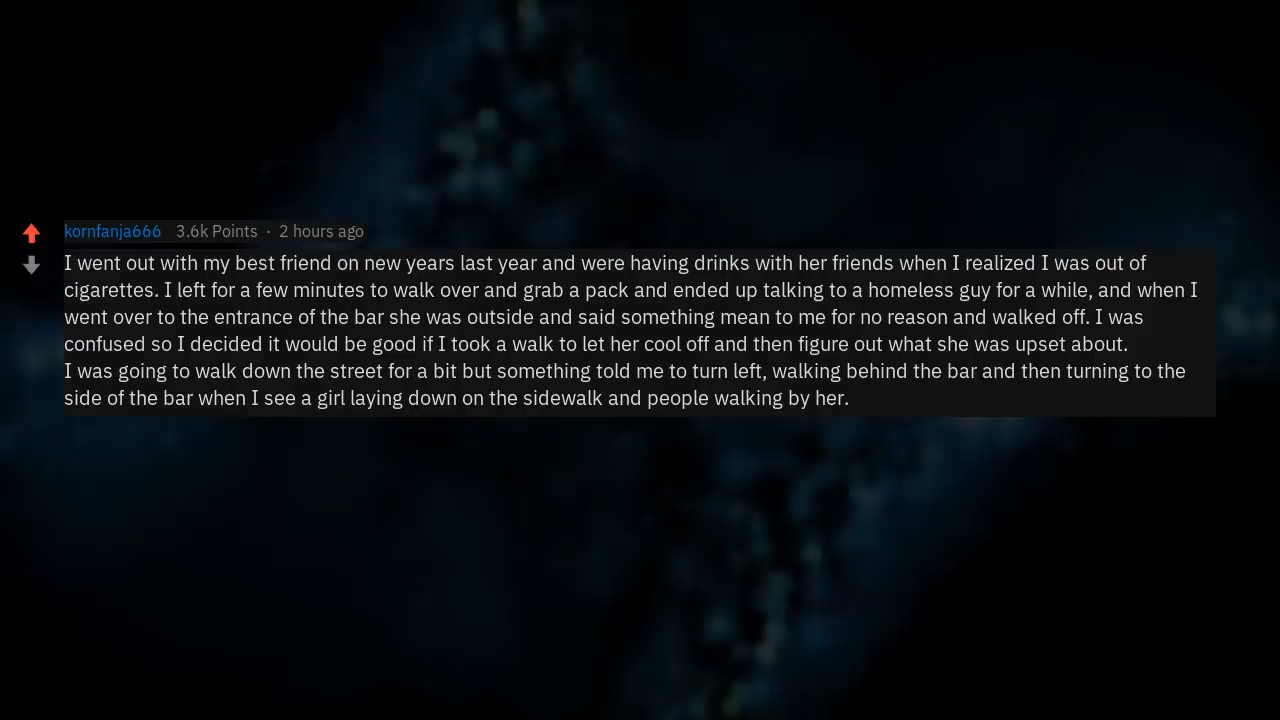 kornfanja666 3.6k Points · 2 hours ago
I went out with my best friend on new years last year and were having drinks with her friends when I realized I was out of
cigarettes. I left for a few minutes to walk over and grab a pack and ended up talking to a homeless guy for a while, and when I
went over to the entrance of the bar she was outside and said something mean to me for no reason and walked off. I was
confused so I decided it would be good if I took a walk to let her cool off and then figure out what she was upset about.
I was going to walk down the street for a bit but something told me to turn left, walking behind the bar and then turning to the
side of the bar when I see a girl laying down on the sidewalk and people walking by her.